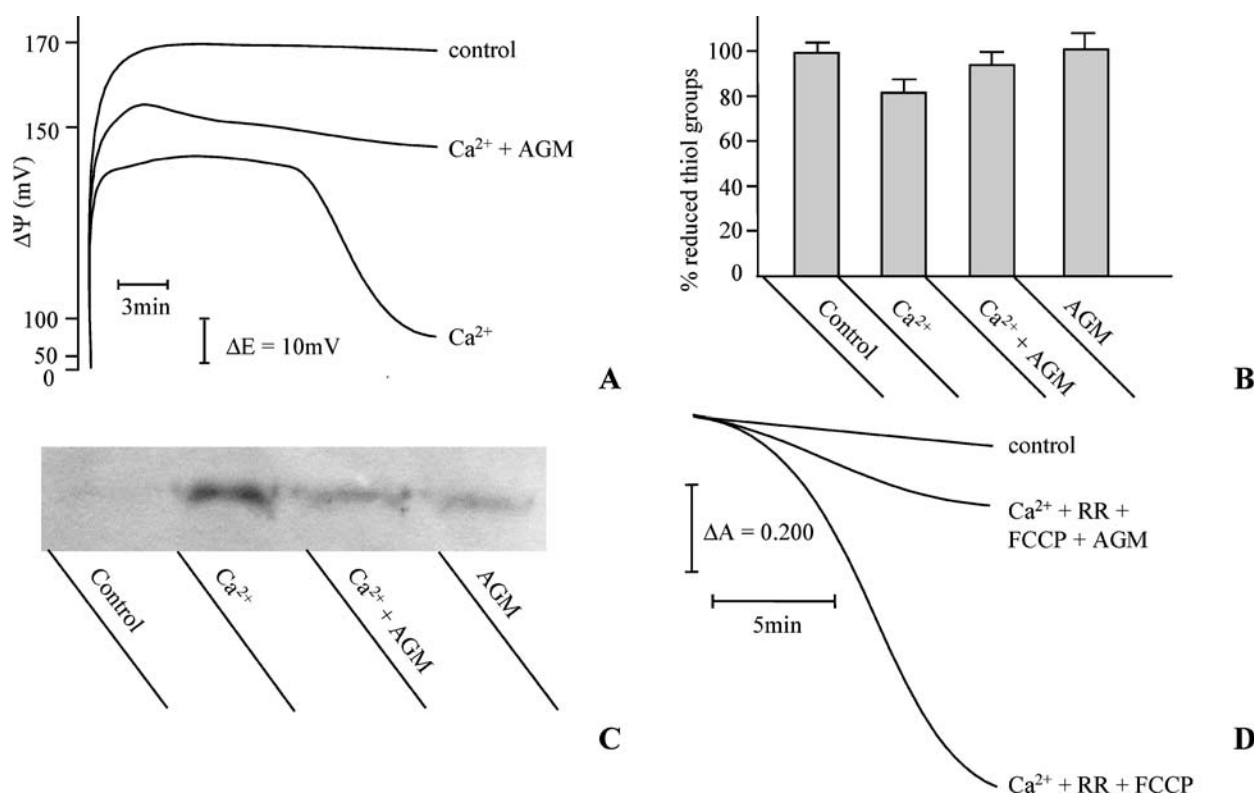 170
150
100
50
0
ΔΨ (mV)
control
Ca²⁺ + AGM
Ca²⁺
3min
ΔE = 10mV
A
100
80
60
40
20
0
% reduced thiol groups
Control
Ca²⁺
Ca²⁺ + AGM
AGM
B
Control
Ca²⁺
Ca²⁺ + AGM
AGM
C
control
Ca²⁺ + RR +
FCCP + AGM
ΔA = 0.200
5min
Ca²⁺ + RR + FCCP
D